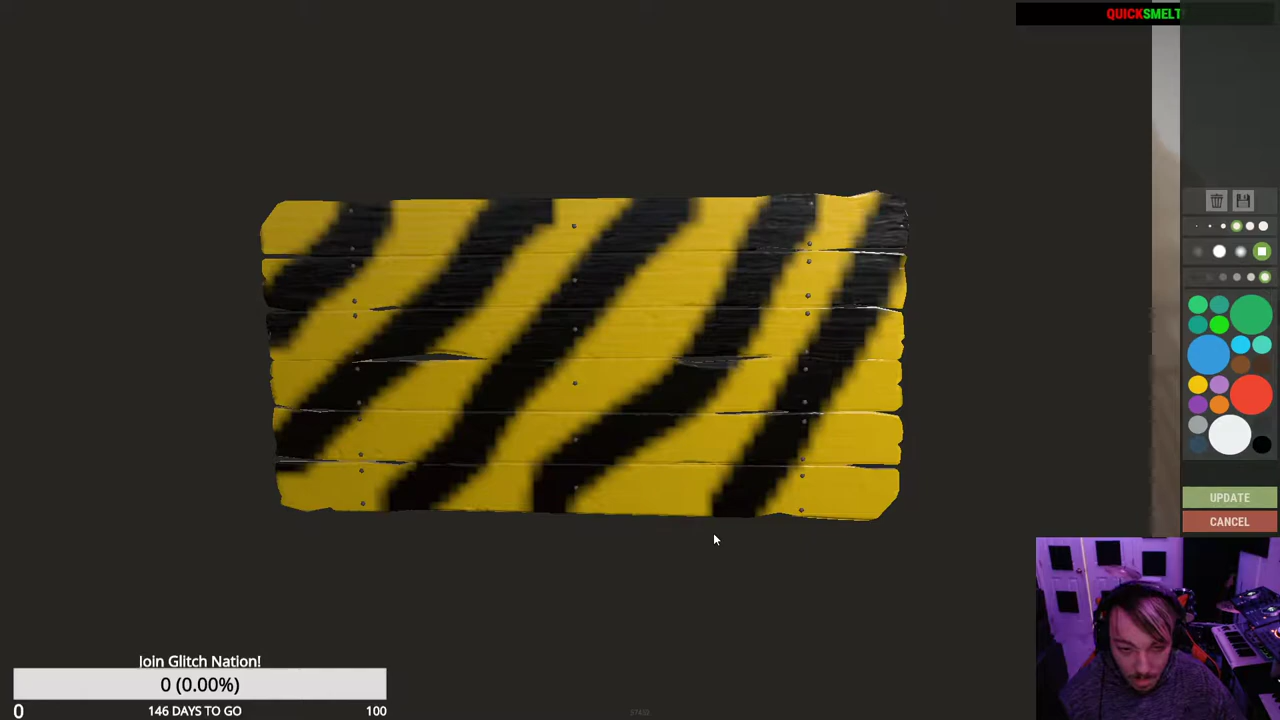 QUICKSMELT
UPDATE
CANCEL
Join Glitch Nation!
0 (0.00%)
0 146 DAYS TO GO 100